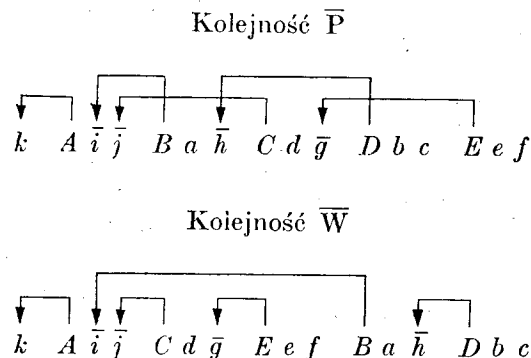 Kolejność P̅
k A i̅ j̅ B a h̅ C d g̅ D b c E e f
Kolejność W̅
k A i̅ j̅ C d g̅ E e f B a h̅ D b c